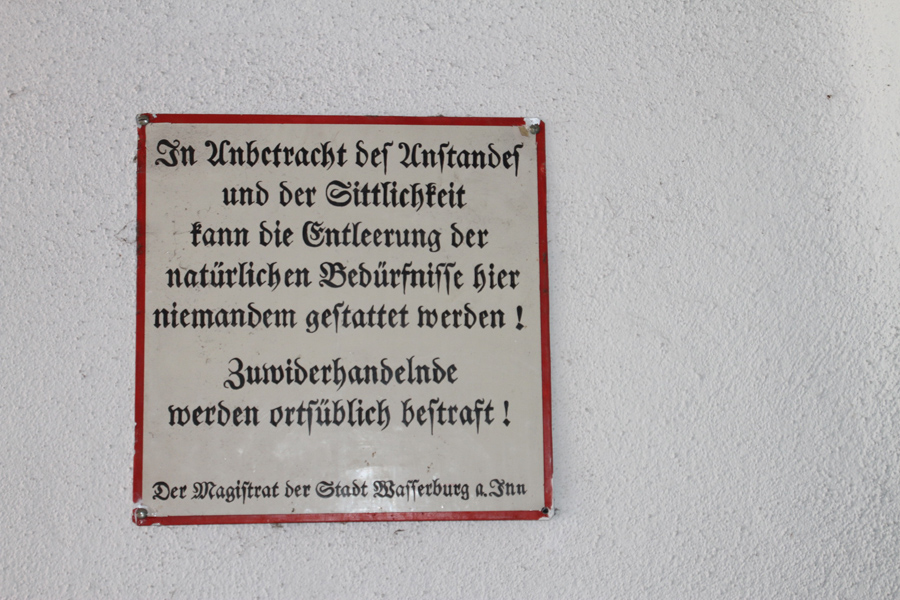 In Anbetracht deſ Anſtandeſ
und der Sittlichkeit
kann die Entleerung der
natürlichen Bedürfniſſe hier
niemandem geſtattet werden !
Zuwiderhandelnde
werden ortſüblich beſtraft !
Der Magiſtrat der Stadt Waſſerburg a. Inn